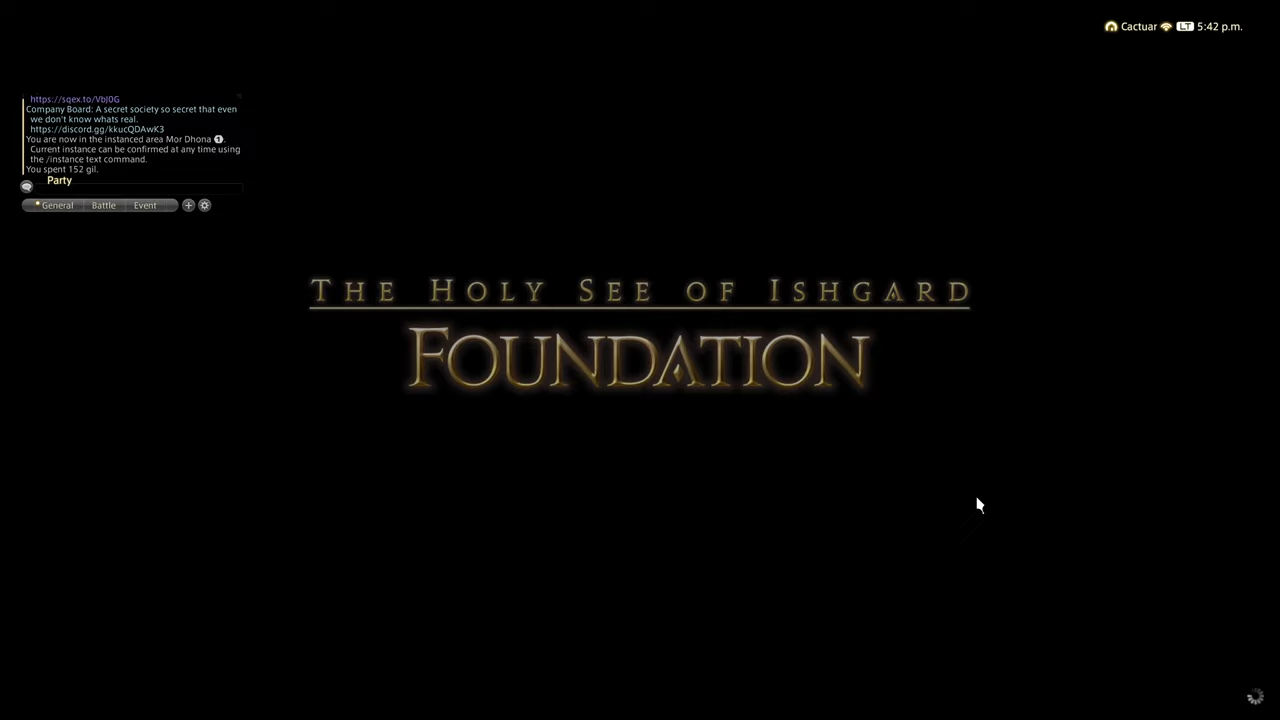 Cactuar LT 5:42 p.m.
https://sqex.to/VbJ0G
Company Board: A secret society so secret that even
we don't know whats real.
https://discord.gg/kkucQDAwK3
You are now in the instanced area Mor Dhona 1.
Current instance can be confirmed at any time using
the /instance text command.
You spent 152 gil.
Party
General Battle Event
The Holy See of Ishgard
Foundation